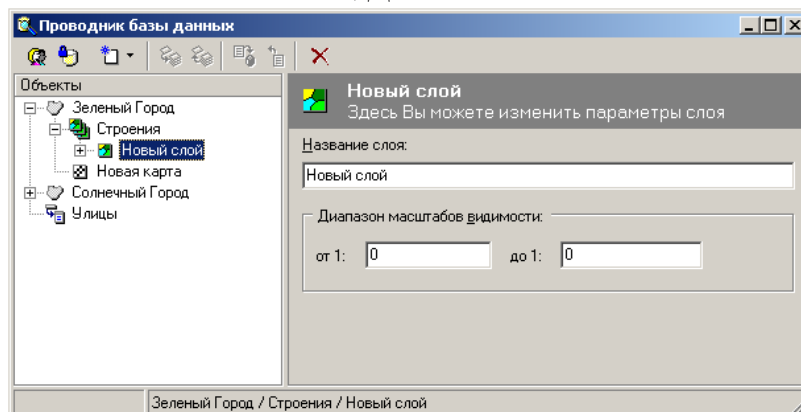 Проводник базы данных
Объекты
Зеленый Город
Строения
Новый слой
Новая карта
Солнечный Город
Улицы
Новый слой
Здесь Вы можете изменить параметры слоя
Название слоя:
Новый слой
Диапазон масштабов видимости:
от 1: 0 до 1: 0
Зеленый Город / Строения / Новый слой